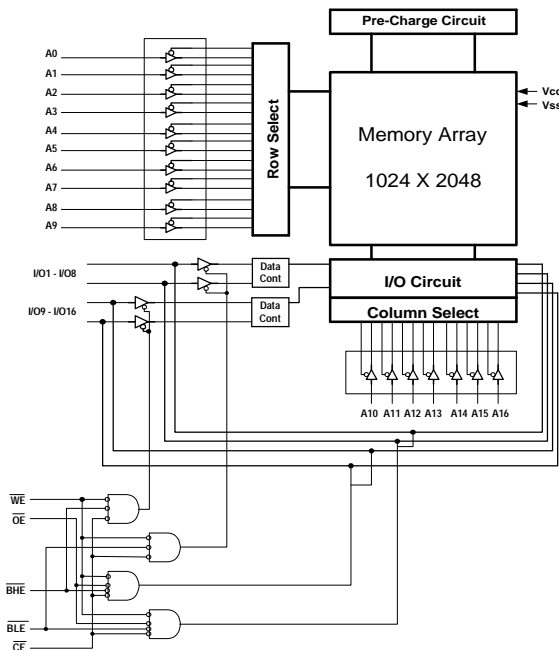 Pre-Charge Circuit
A0
A1
A2
A3
A4
A5
A6
A7
A8
A9
Row Select
Vcc
Vss
Memory Array
1024 X 2048
I/O1 - I/O8
I/O9 - I/O16
Data
Cont
Data
Cont
I/O Circuit
Column Select
A10 A11 A12 A13 A14 A15 A16
WE
OE
BHE
BLE
CE